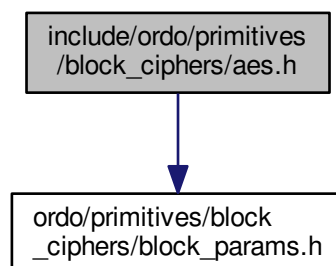 include/ordo/primitives
/block_ciphers/aes.h
ordo/primitives/block
_ciphers/block_params.h